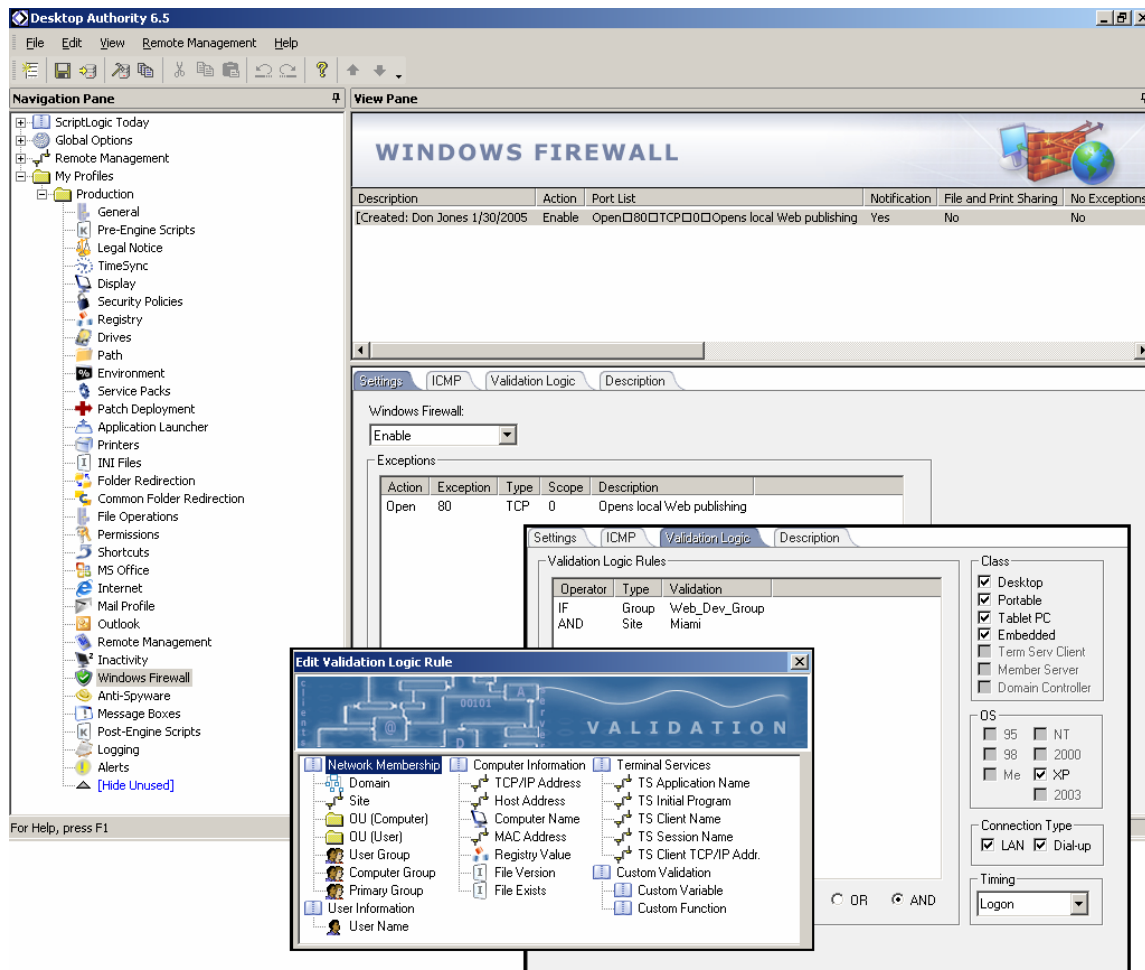 Desktop Authority 6.5
File Edit View Remote Management Help
Navigation Pane
ScriptLogic Today
Global Options
Remote Management
My Profiles
Production
General
Pre-Engine Scripts
Legal Notice
TimeSync
Display
Security Policies
Registry
Drives
Path
Environment
Service Packs
Patch Deployment
Application Launcher
Printers
INI Files
Folder Redirection
Common Folder Redirection
File Operations
Permissions
Shortcuts
MS Office
Internet
Mail Profile
Outlook
Remote Management
Inactivity
Windows Firewall
Anti-Spyware
Message Boxes
Post-Engine Scripts
Logging
Alerts
[Hide Unused]
For Help, press F1
View Pane
WINDOWS FIREWALL
Description Action Port List Notification File and Print Sharing No Exceptions
[Created: Don Jones 1/30/2005 Enable Open□80□TCP□0□Opens local Web publishing Yes No No
Settings ICMP Validation Logic Description
Windows Firewall:
Enable
Exceptions
Action Exception Type Scope Description
Open 80 TCP 0 Opens local Web publishing
Settings ICMP Validation Logic Description
Validation Logic Rules
Operator Type Validation
IF Group Web_Dev_Group
AND Site Miami
OR AND
Class
Desktop
Portable
Tablet PC
Embedded
Term Serv Client
Member Server
Domain Controller
OS
95 NT
98 2000
Me XP
2003
Connection Type
LAN Dial-up
Timing
Logon
Edit Validation Logic Rule
clients
00101
A
@
D
server
VALIDATION
Network Membership
Domain
Site
OU (Computer)
OU (User)
User Group
Computer Group
Primary Group
User Information
User Name
Computer Information
TCP/IP Address
Host Address
Computer Name
MAC Address
Registry Value
File Version
File Exists
Terminal Services
TS Application Name
TS Initial Program
TS Client Name
TS Session Name
TS Client TCP/IP Addr.
Custom Validation
Custom Variable
Custom Function